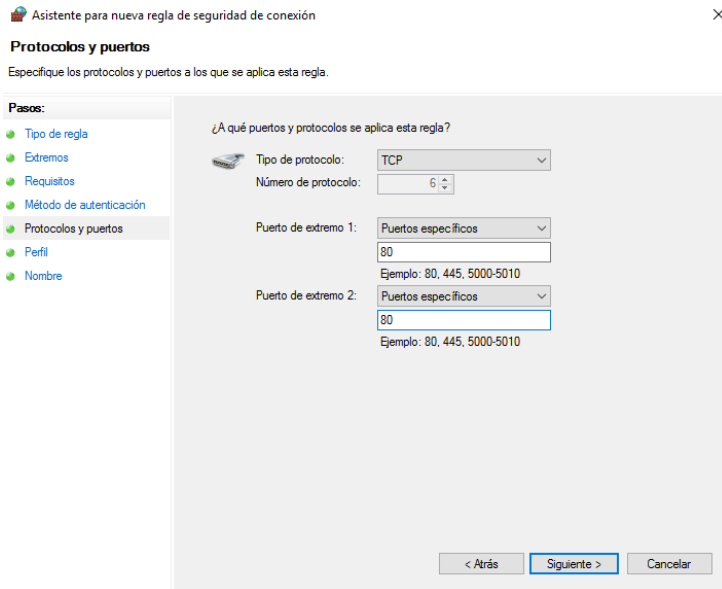 Asistente para nueva regla de seguridad de conexión
Protocolos y puertos
Especifique los protocolos y puertos a los que se aplica esta regla.
Pasos:
Tipo de regla
Extremos
Requisitos
Método de autenticación
Protocolos y puertos
Perfil
Nombre
¿A qué puertos y protocolos se aplica esta regla?
Tipo de protocolo: TCP
Número de protocolo: 6
Puerto de extremo 1: Puertos específicos
80
Ejemplo: 80, 445, 5000-5010
Puerto de extremo 2: Puertos específicos
80
Ejemplo: 80, 445, 5000-5010
< Atrás Siguiente > Cancelar